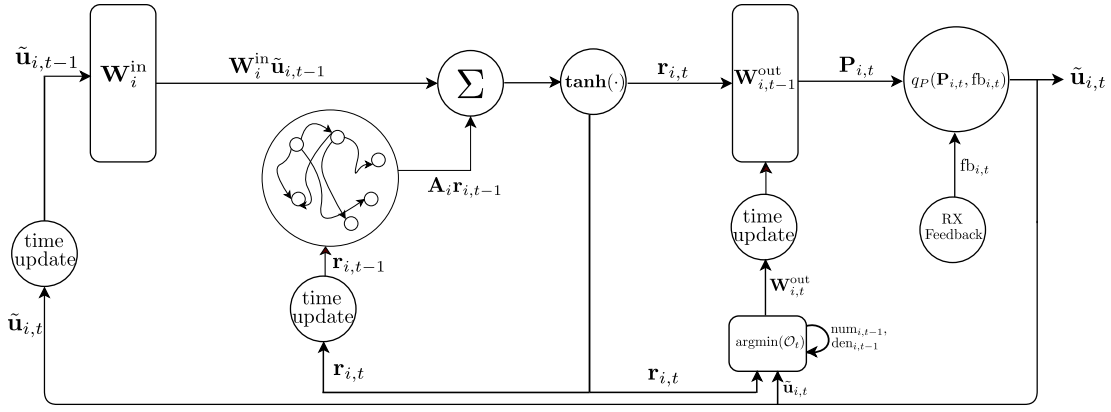 ũ_{i,t−1}
W_i^{in}
W_i^{in}ũ_{i,t−1}
Σ
tanh(·)
r_{i,t}
W_{i,t−1}^{out}
P_{i,t}
q_P(P_{i,t}, fb_{i,t})
ũ_{i,t}
A_i r_{i,t−1}
fb_{i,t}
time
update
r_{i,t−1}
time
update
RX
Feedback
time
update
W_{i,t}^{out}
ũ_{i,t}
argmin(𝒪_t)
num_{i,t−1},
den_{i,t−1}
r_{i,t}
r_{i,t}
ũ_{i,t}